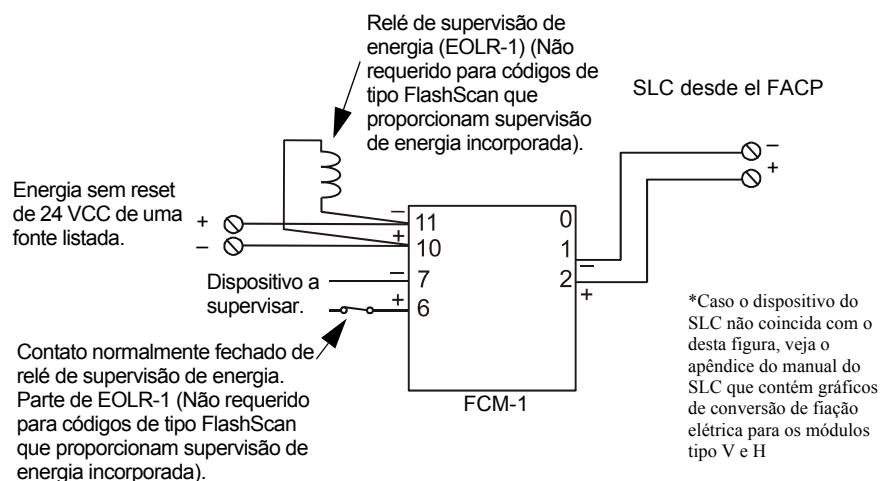 Relé de supervisão de
energia (EOLR-1) (Não
requerido para códigos de
tipo FlashScan que
proporcionam supervisão
de energia incorporada).
SLC desde el FACP
–
+
Energia sem reset
de 24 VCC de uma
fonte listada.
+
–
– 11
+ 10
– 7
+ 6
0
1 –
2 +
Dispositivo a
supervisar.
Contato normalmente fechado de
relé de supervisão de energia.
Parte de EOLR-1 (Não requerido
para códigos de tipo FlashScan
que proporcionam supervisão de
energia incorporada).
FCM-1
*Caso o dispositivo do
SLC não coincida com o
desta figura, veja o
apêndice do manual do
SLC que contém gráficos
de conversão de fiação
elétrica para os módulos
tipo V e H